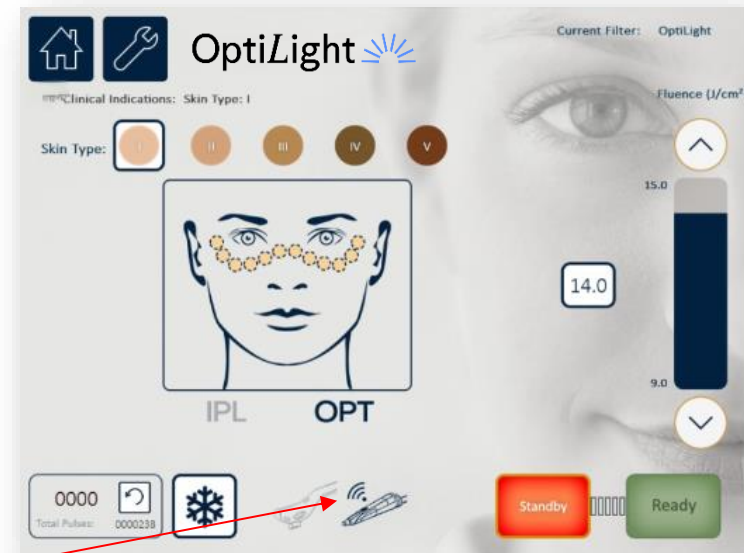 OptiLight
Current Filter: OptiLight
Clinical Indications: Skin Type: I
Fluence (J/cm²
Skin Type: I II III IV V
15.0
14.0
9.0
IPL OPT
0000
Total Pulses: 0000238
Standby Ready